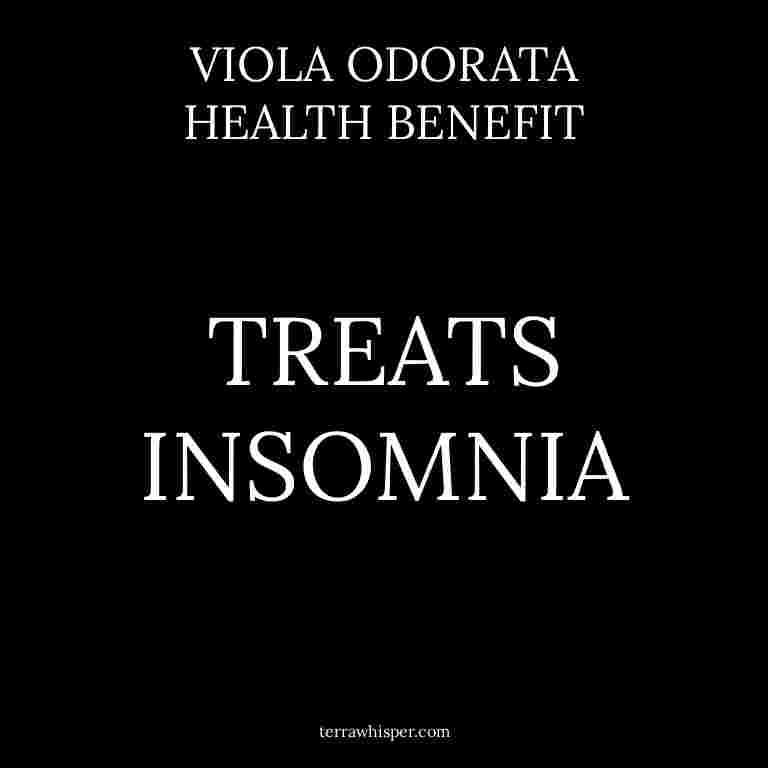 VIOLA ODORATA
HEALTH BENEFIT
TREATS
INSOMNIA
terrawhisper.com